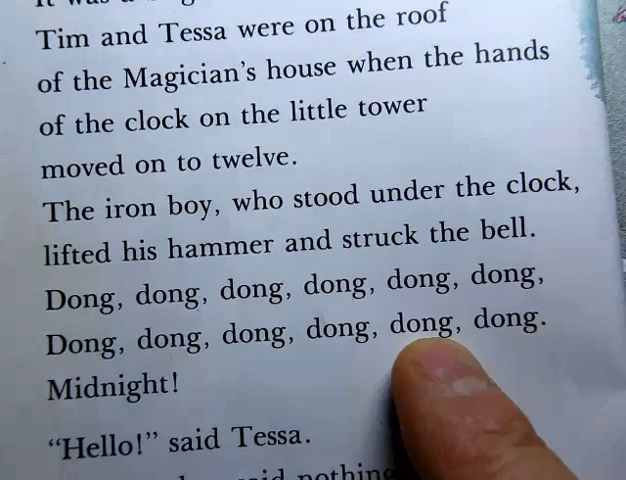 Tim and Tessa were on the roof
of the Magician's house when the hands
of the clock on the little tower
moved on to twelve.
The iron boy, who stood under the clock,
lifted his hammer and struck the bell.
Dong, dong, dong, dong, dong, dong,
Dong, dong, dong, dong, dong, dong.
Midnight!
"Hello!" said Tessa.
nothing